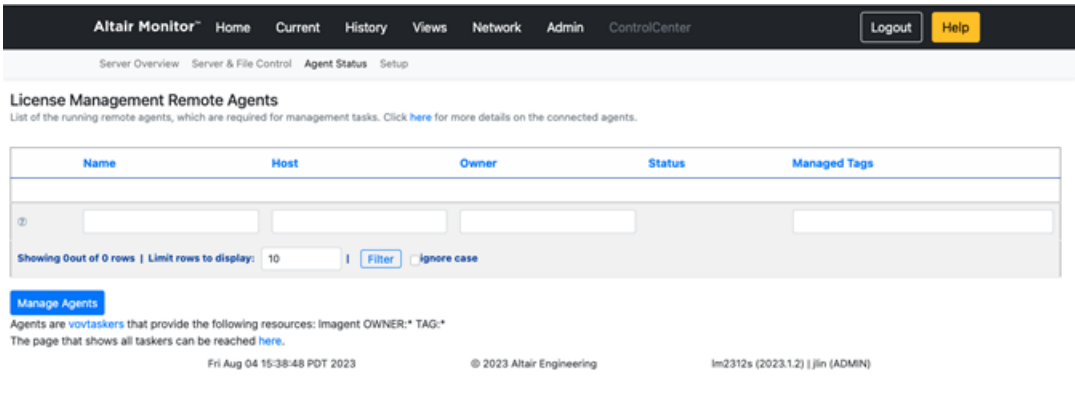 Altair Monitor™ Home Current History Views Network Admin ControlCenter Logout Help
Server Overview Server & File Control Agent Status Setup
License Management Remote Agents
List of the running remote agents, which are required for management tasks. Click here for more details on the connected agents.
Name Host Owner Status Managed Tags
?
Showing 0out of 0 rows | Limit rows to display: 10 | Filter ignore case
Manage Agents
Agents are vovtaskers that provide the following resources: lmagent OWNER:* TAG:*
The page that shows all taskers can be reached here.
Fri Aug 04 15:38:48 PDT 2023 © 2023 Altair Engineering lm2312s (2023.1.2) | jlin (ADMIN)